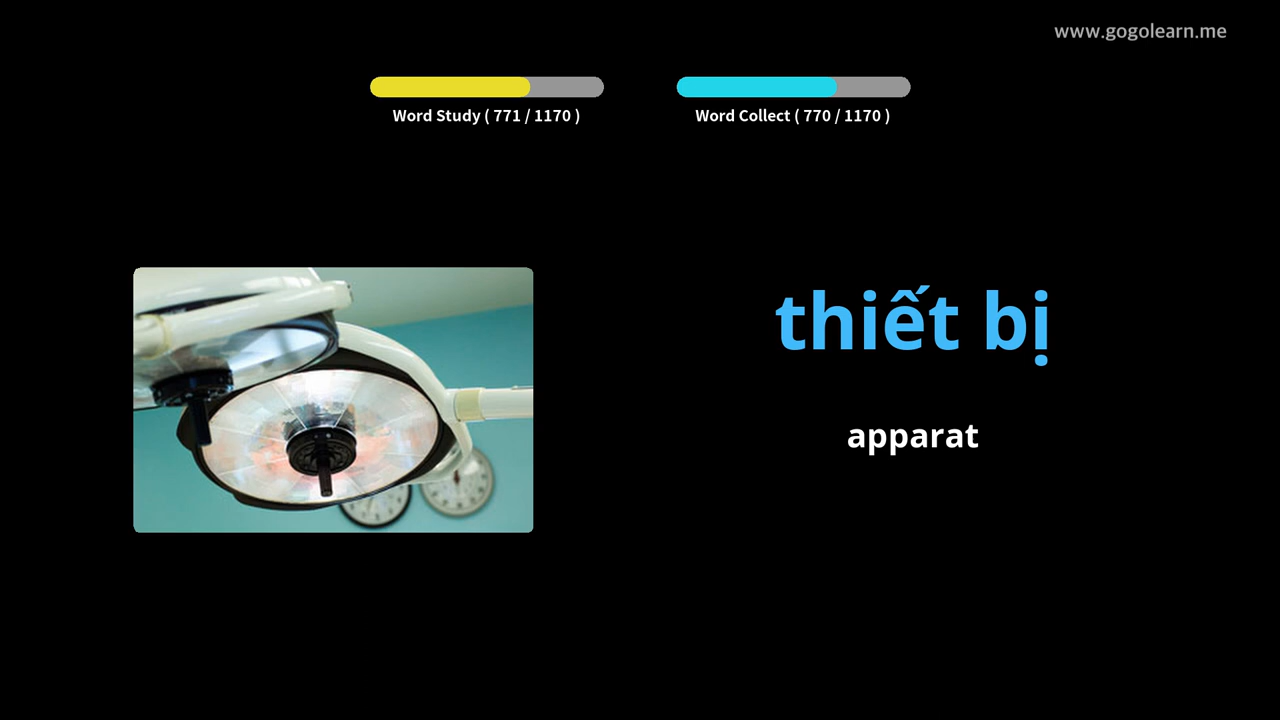 www.gogolearn.me
Word Study ( 771 / 1170 )
Word Collect ( 770 / 1170 )
thiết bị
apparat